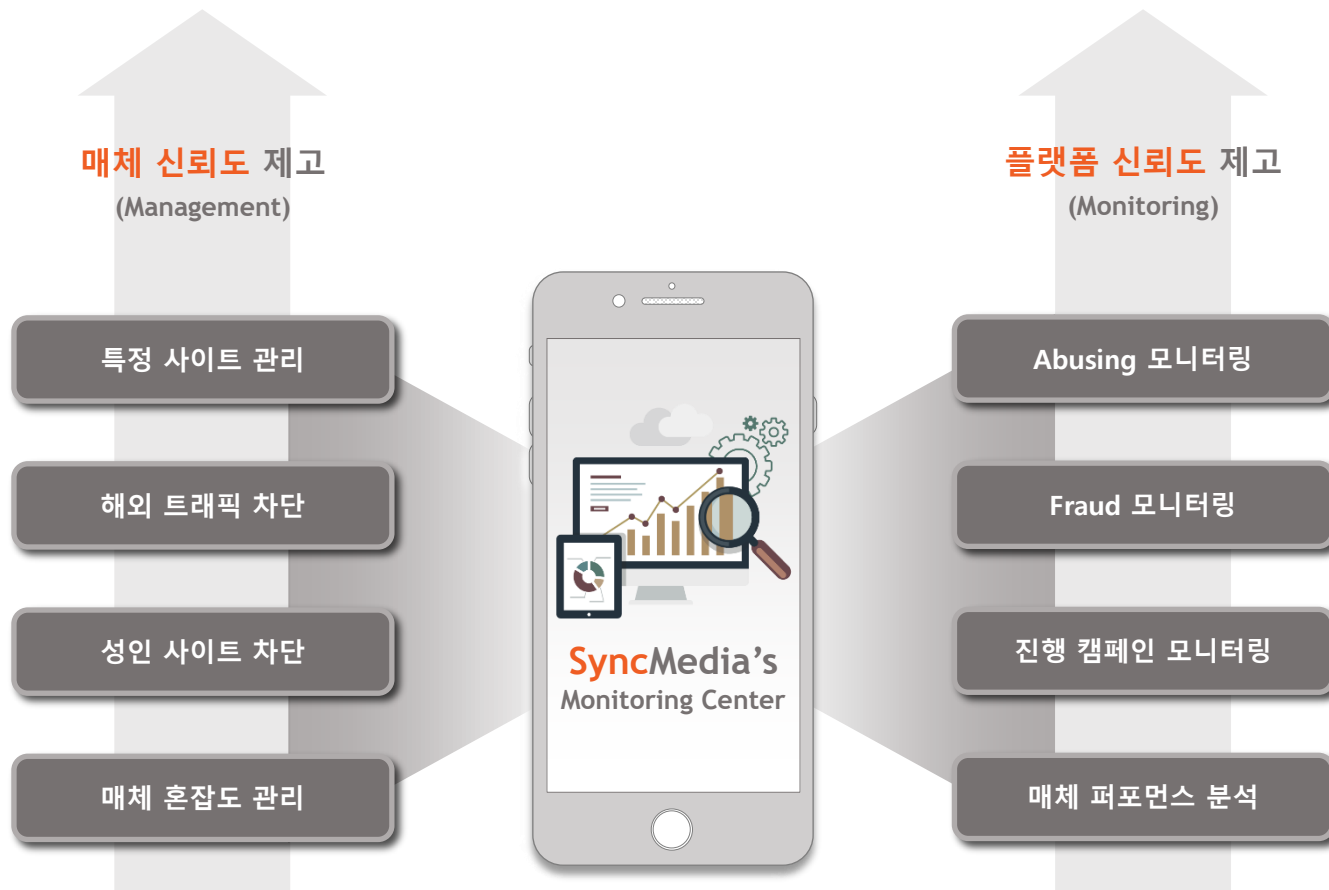 매체 신뢰도 제고
(Management)
특정 사이트 관리
해외 트래픽 차단
성인 사이트 차단
매체 혼잡도 관리
SyncMedia’s
Monitoring Center
플랫폼 신뢰도 제고
(Monitoring)
Abusing 모니터링
Fraud 모니터링
진행 캠페인 모니터링
매체 퍼포먼스 분석